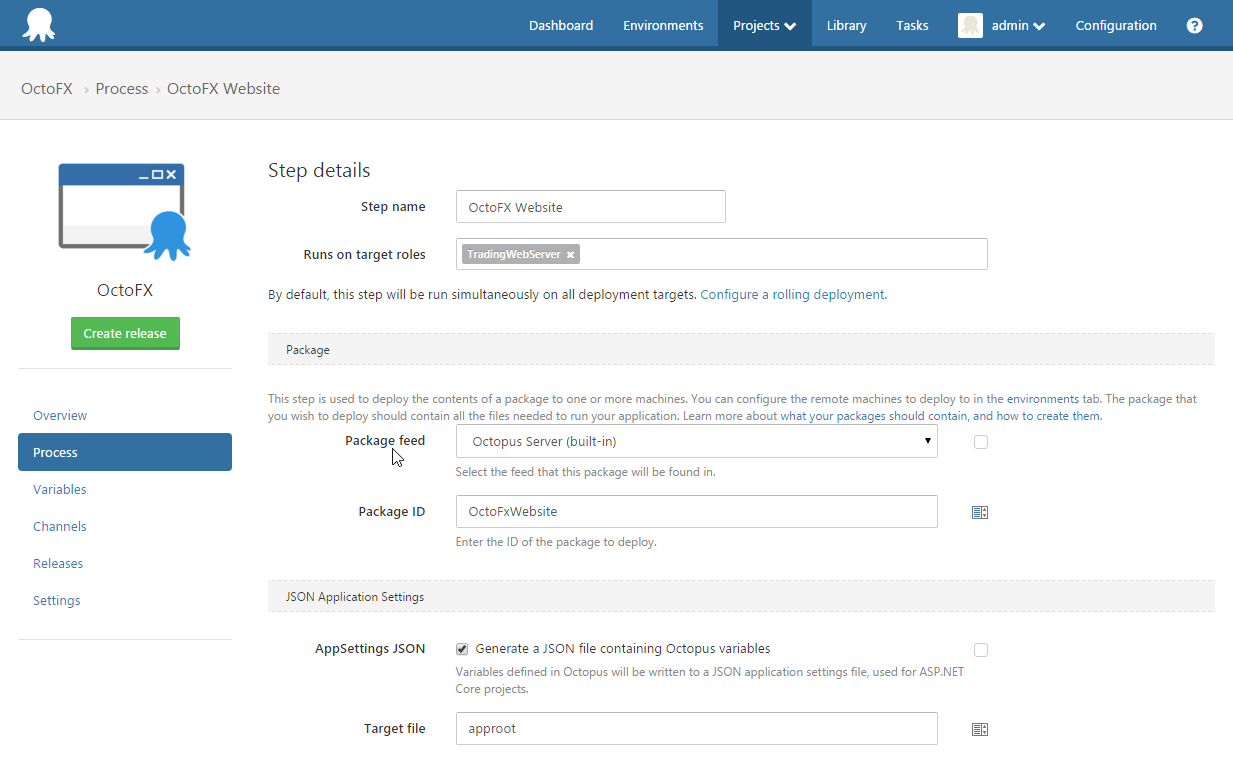 Dashboard Environments Projects Library Tasks admin Configuration ?
OctoFX › Process › OctoFX Website
OctoFX
Create release
Overview
Process
Variables
Channels
Releases
Settings
Step details
Step name OctoFX Website
Runs on target roles TradingWebServer ×
By default, this step will be run simultaneously on all deployment targets. Configure a rolling deployment.
Package
This step is used to deploy the contents of a package to one or more machines. You can configure the remote machines to deploy to in the environments tab. The package that
you wish to deploy should contain all the files needed to run your application. Learn more about what your packages should contain, and how to create them.
Package feed Octopus Server (built-in)
Select the feed that this package will be found in.
Package ID OctoFxWebsite
Enter the ID of the package to deploy.
JSON Application Settings
AppSettings JSON Generate a JSON file containing Octopus variables
Variables defined in Octopus will be written to a JSON application settings file, used for ASP.NET
Core projects.
Target file approot